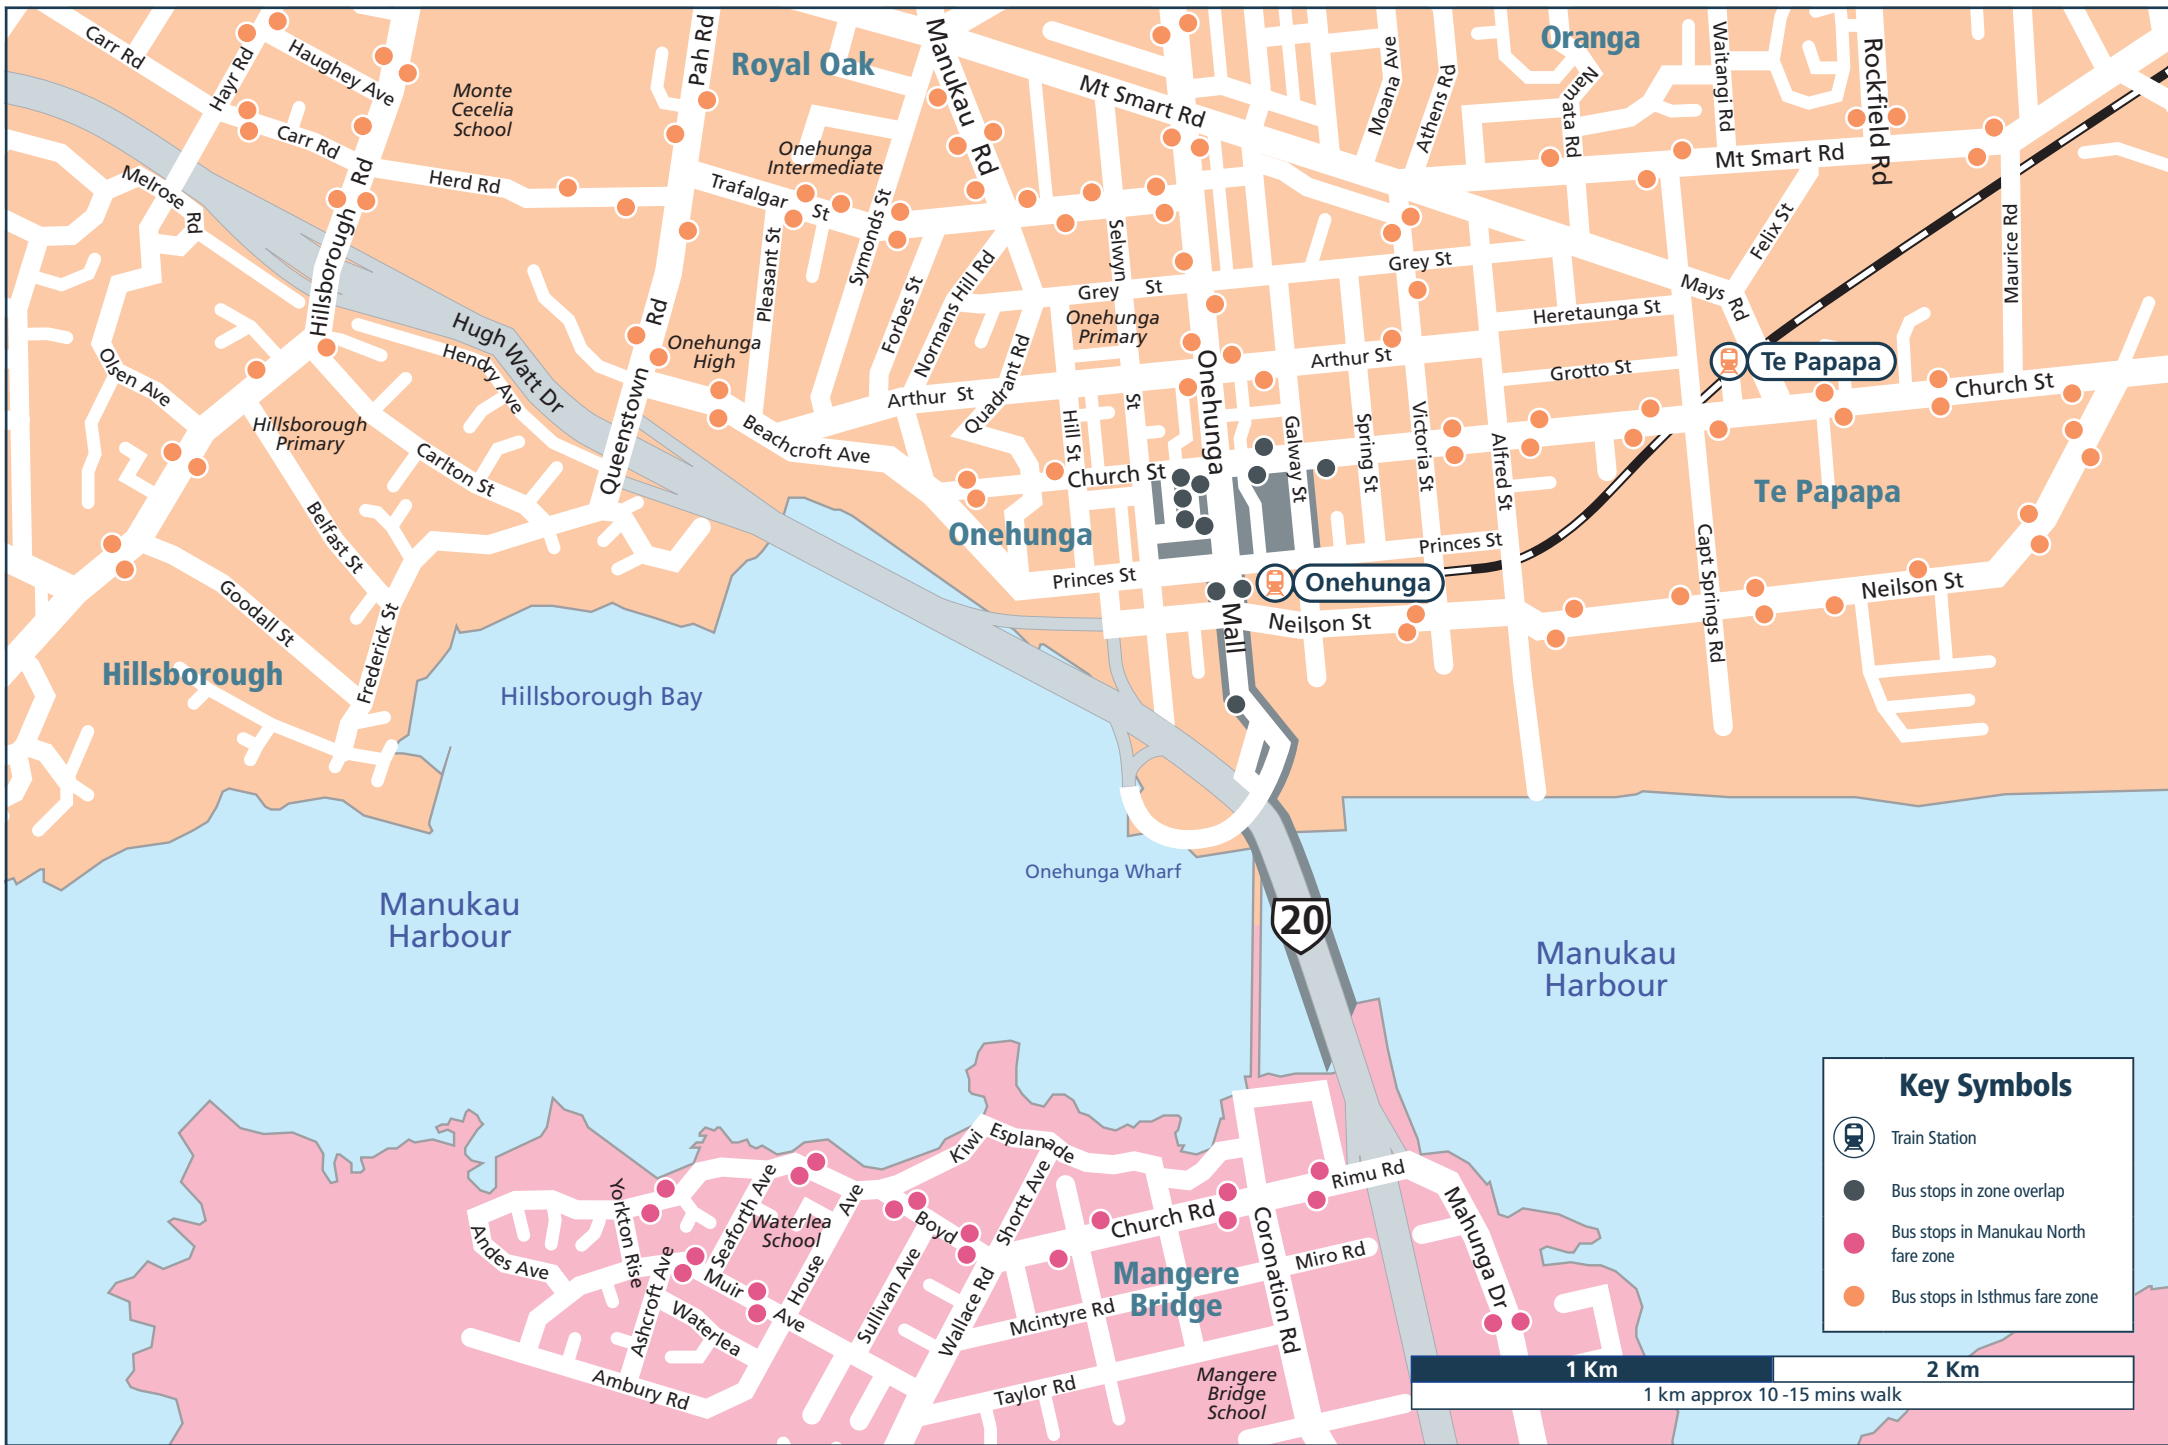 Carr Rd
Hayr Rd
Haughey Ave
Carr Rd
Monte
Cecelia
School
Pah Rd
Royal Oak
Manukau Rd
Mt Smart Rd
Moana Ave
Athens Rd
Oranga
Namata Rd
Waitangi Rd
Rockfield Rd
Mt Smart Rd
Melrose Rd
Herd Rd
Hillsborough Rd
Onehunga
Intermediate
Trafalgar St
Symonds St
Pleasant St
Forbes St
Normans Hill Rd
Selwyn St
Grey St
Grey St
Felix St
Maurice Rd
Mays Rd
Onehunga
Primary
Heretaunga St
Hugh Watt Dr
Hendry Ave
Olsen Ave
Onehunga
High
Queenstown Rd
Quadrant Rd
Arthur St
Arthur St
Grotto St
Te Papapa
Church St
Hillsborough
Primary
Carlton St
Belfast St
Beachcroft Ave
Hill St
Church St
Onehunga Mall
Galway St
Spring St
Victoria St
Alfred St
Te Papapa
Onehunga
Princes St
Princes St
Onehunga
Capt Springs Rd
Neilson St
Neilson St
Goodall St
Frederick St
Hillsborough
Hillsborough Bay
Onehunga Wharf
Manukau
Harbour
20
Manukau
Harbour
Kiwi Esplanade
Yorkton Rise
Seaforth Ave
Waterlea
School
House Ave
Boyd
Shortt Ave
Church Rd
Rimu Rd
Andes Ave
Ashcroft Ave
Muir Ave
Waterlea
Sullivan Ave
Wallace Rd
Mangere
Bridge
Mcintyre Rd
Miro Rd
Coronation Rd
Mahunga Dr
Ambury Rd
Taylor Rd
Mangere
Bridge
School
Key Symbols
Train Station
Bus stops in zone overlap
Bus stops in Manukau North
fare zone
Bus stops in Isthmus fare zone
1 Km
2 Km
1 km approx 10 -15 mins walk